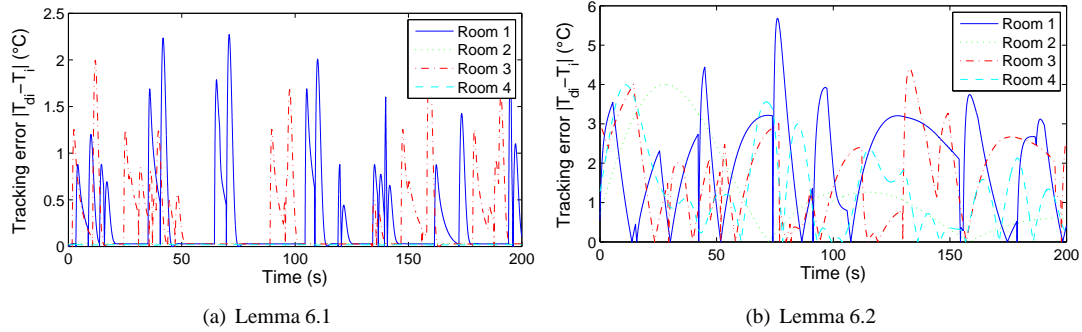 Tracking error |T_di−T_i| (°C)
2.5
2
1.5
1
0.5
0
0
50
100
150
200
Time (s)
Room 1
Room 2
Room 3
Room 4
(a) Lemma 6.1
Tracking error |T_di−T_i| (°C)
6
5
4
3
2
1
0
0
50
100
150
200
Time (s)
Room 1
Room 2
Room 3
Room 4
(b) Lemma 6.2